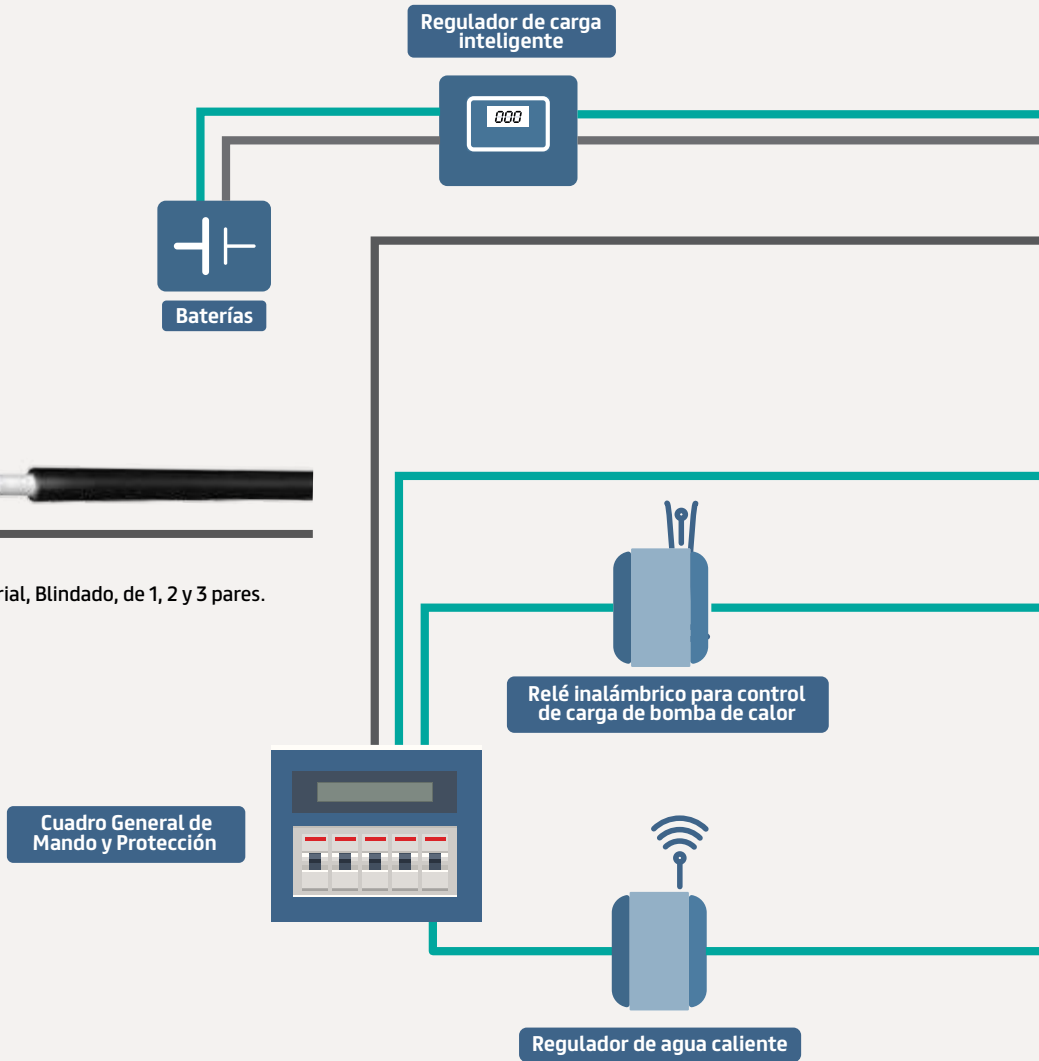 Regulador de carga
inteligente
000
Baterías
rial, Blindado, de 1, 2 y 3 pares.
Relé inalámbrico para control
de carga de bomba de calor
Cuadro General de
Mando y Protección
Regulador de agua caliente